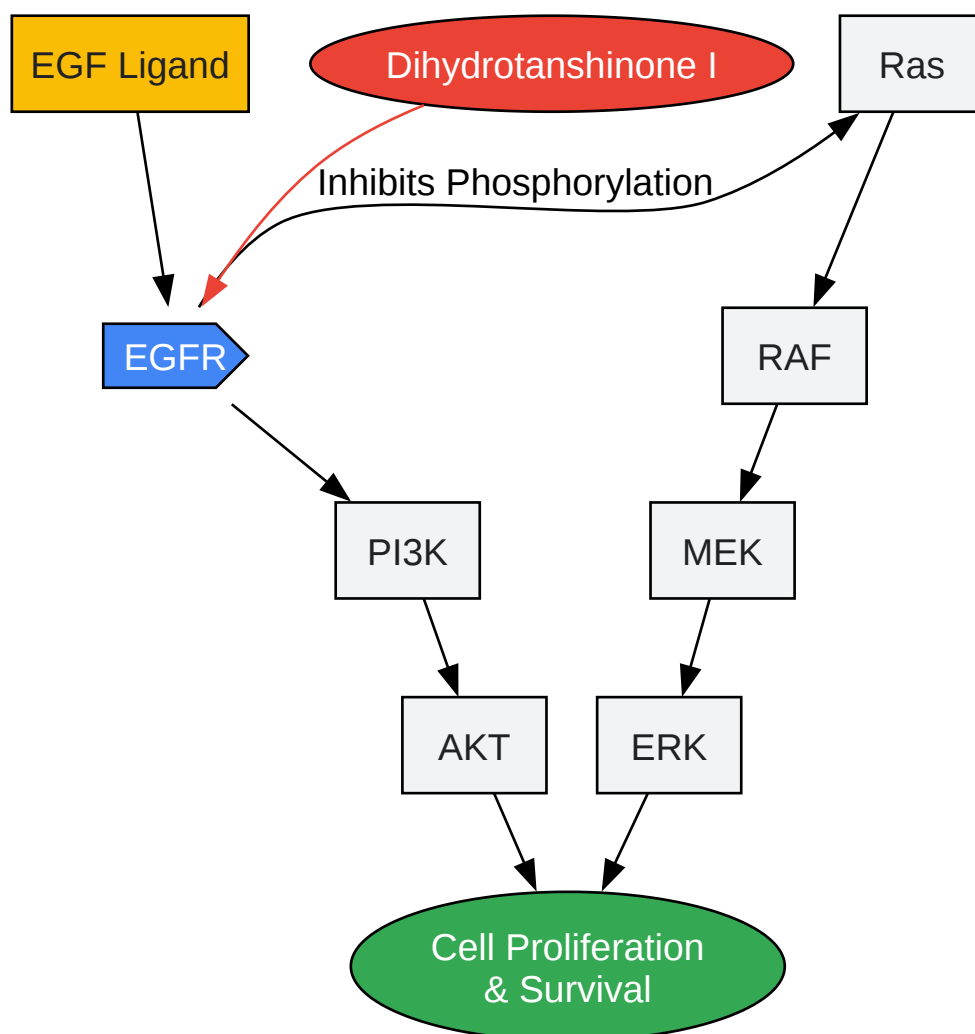 EGF Ligand
Dihydrotanshinone I
Ras
Inhibits Phosphorylation
EGFR
RAF
PI3K
MEK
AKT
ERK
Cell Proliferation
& Survival